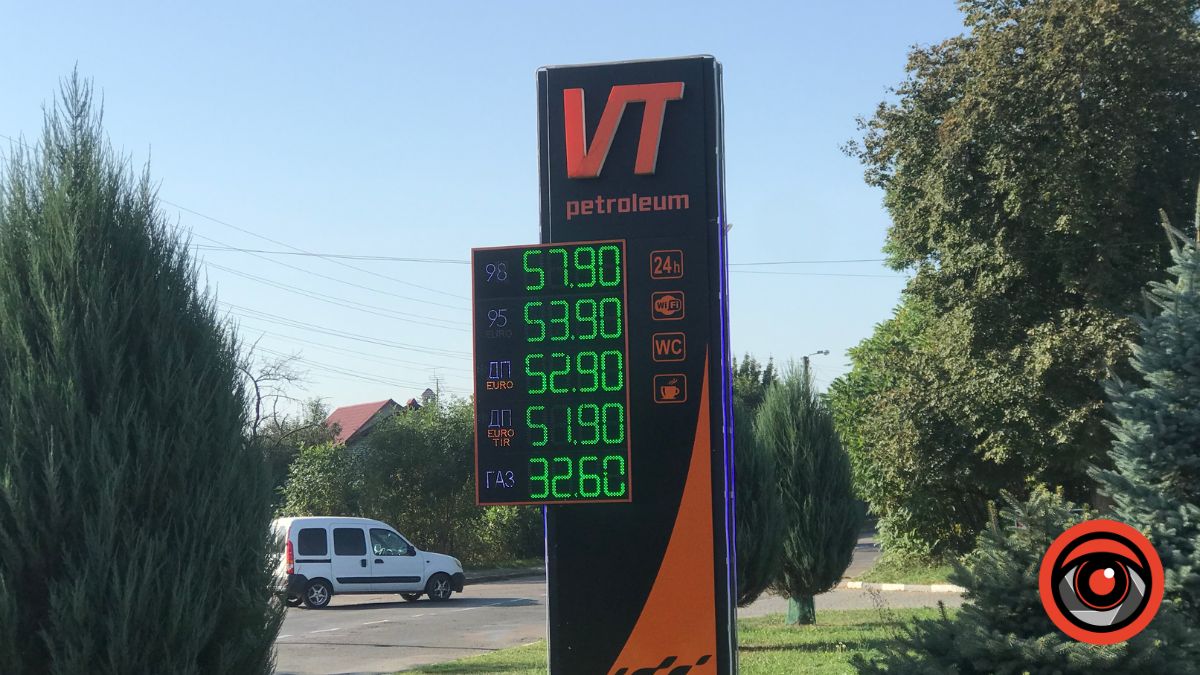 VT
petroleum
98 57.90
95 53.90
EURO
ДП 52.90
EURO
ДП 51.90
EURO
TIR
ГАЗ 32.60
24h
WiFi
WC